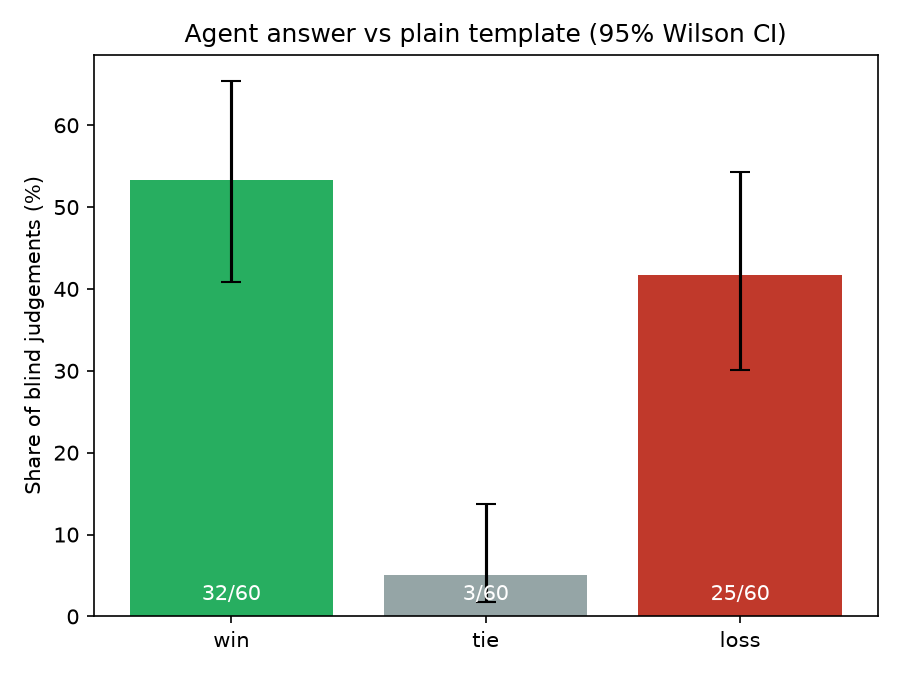 Agent answer vs plain template (95% Wilson CI)
Share of blind judgements (%)
60
50
40
30
20
10
0
32/60
3/60
25/60
win
tie
loss